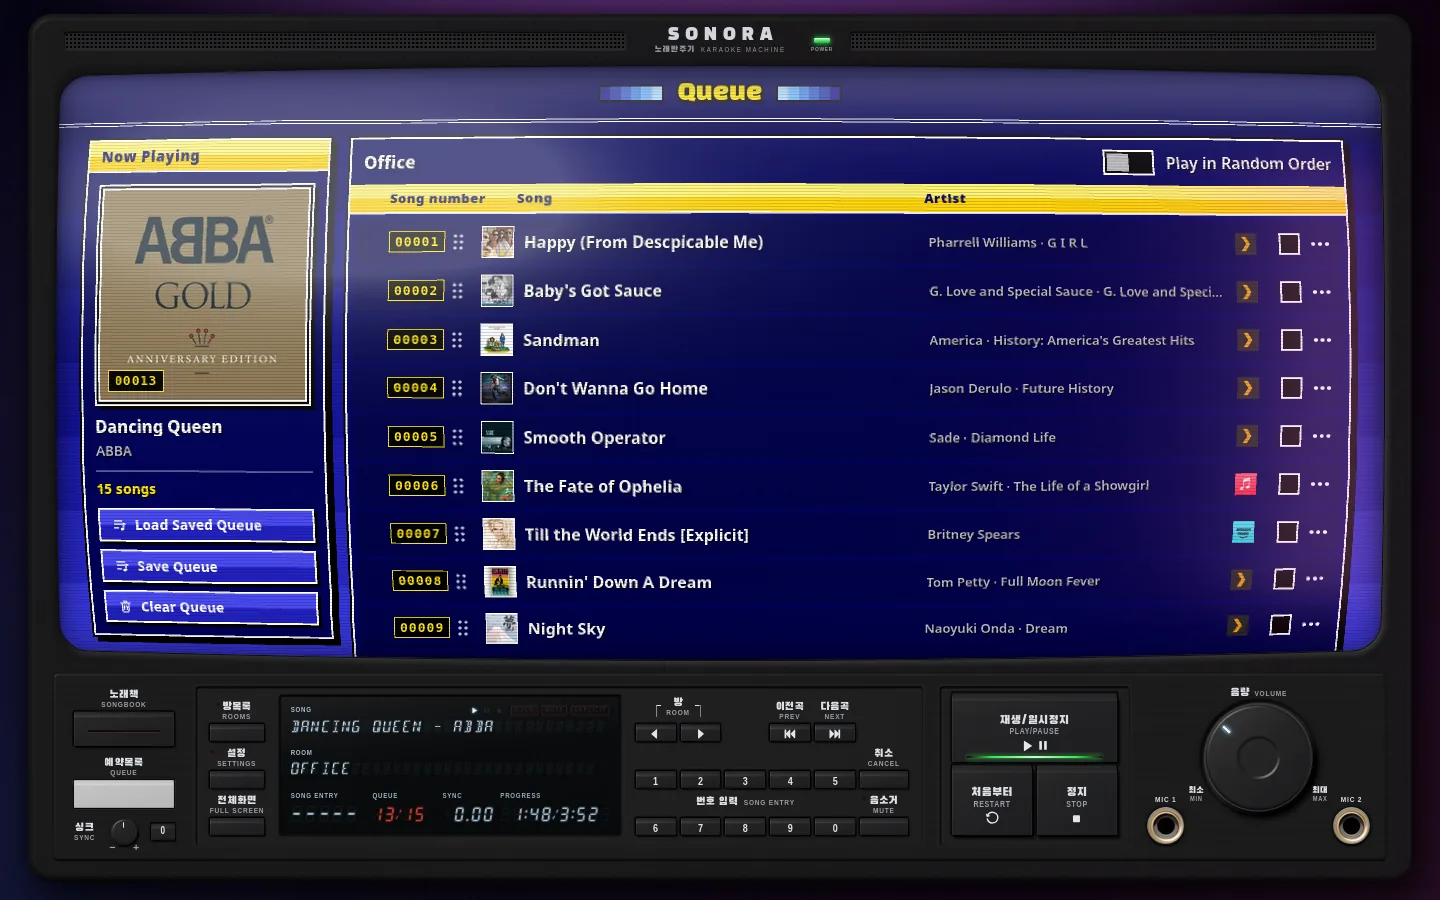 SONORA
노래반주기 KARAOKE MACHINE
POWER
Queue
Now Playing
ABBA®
GOLD
ANNIVERSARY EDITION
00013
Dancing Queen
ABBA
15 songs
Load Saved Queue
Save Queue
Clear Queue
Office
Play in Random Order
Song number Song Artist
00001 Happy (From Descpicable Me) Pharrell Williams · G I R L
00002 Baby's Got Sauce G. Love and Special Sauce · G. Love and Speci...
00003 Sandman America · History: America's Greatest Hits
00004 Don't Wanna Go Home Jason Derulo · Future History
00005 Smooth Operator Sade · Diamond Life
00006 The Fate of Ophelia Taylor Swift · The Life of a Showgirl
00007 Till the World Ends [Explicit] Britney Spears
00008 Runnin' Down A Dream Tom Petty · Full Moon Fever
00009 Night Sky Naoyuki Onda · Dream
노래책
SONGBOOK
예약목록
QUEUE
싱크
SYNC
0
− +
방목록
ROOMS
설정
SETTINGS
전체화면
FULL SCREEN
SONG
DANCING QUEEN - ABBA
ROOM
OFFICE
SONG ENTRY QUEUE SYNC PROGRESS
----- 13/15 0.00 1:48/3:52
방
ROOM
이전곡
PREV
다음곡
NEXT
취소
CANCEL
1 2 3 4 5
번호 입력 SONG ENTRY
음소거
MUTE
6 7 8 9 0
재생/일시정지
PLAY/PAUSE
처음부터
RESTART
정지
STOP
음량 VOLUME
최소
MIN
최대
MAX
MIC 1
MIC 2